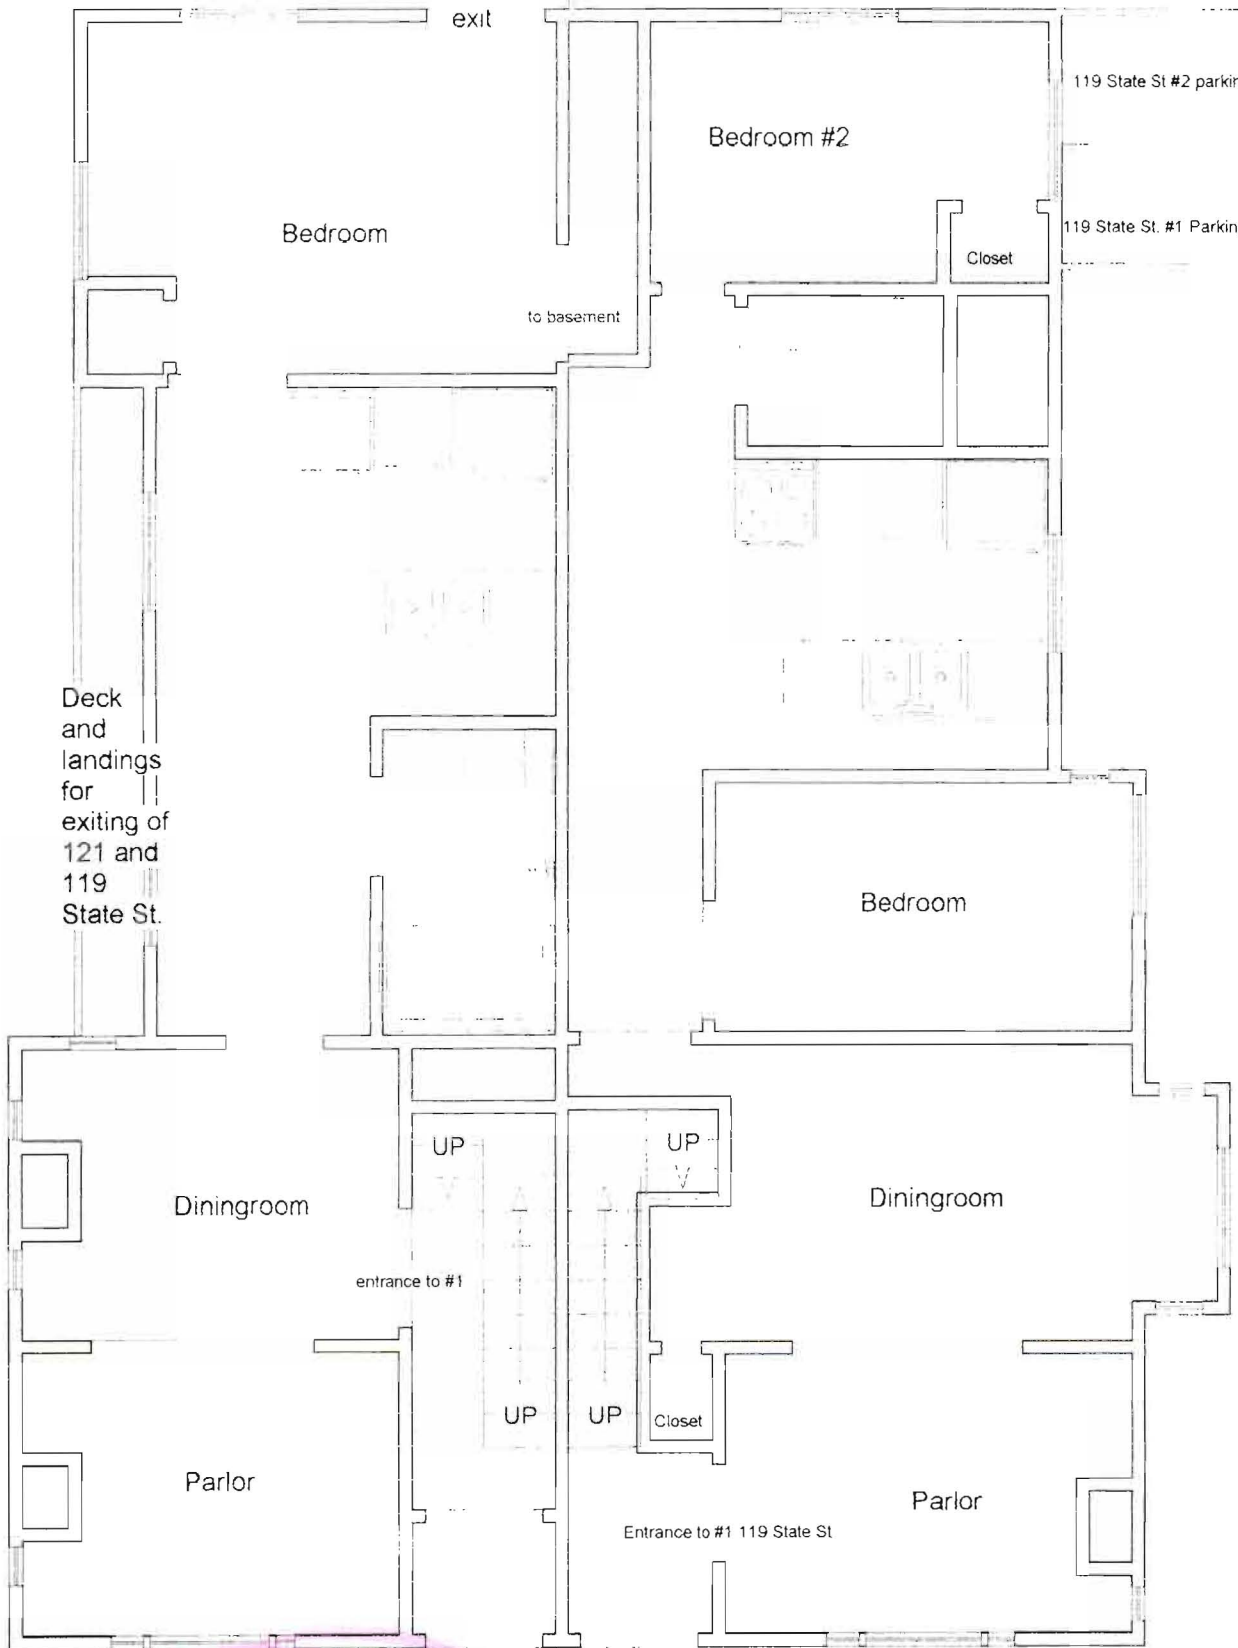 exit
119 State St #2 parkin
Bedroom #2
Bedroom
119 State St. #1 Parkin
Closet
to basement
Deck
and
landings
for
exiting of
121 and
119
State St.
Bedroom
UP
UP
Diningroom
Diningroom
entrance to #1
UP
UP
Closet
Parlor
Parlor
Entrance to #1 119 State St